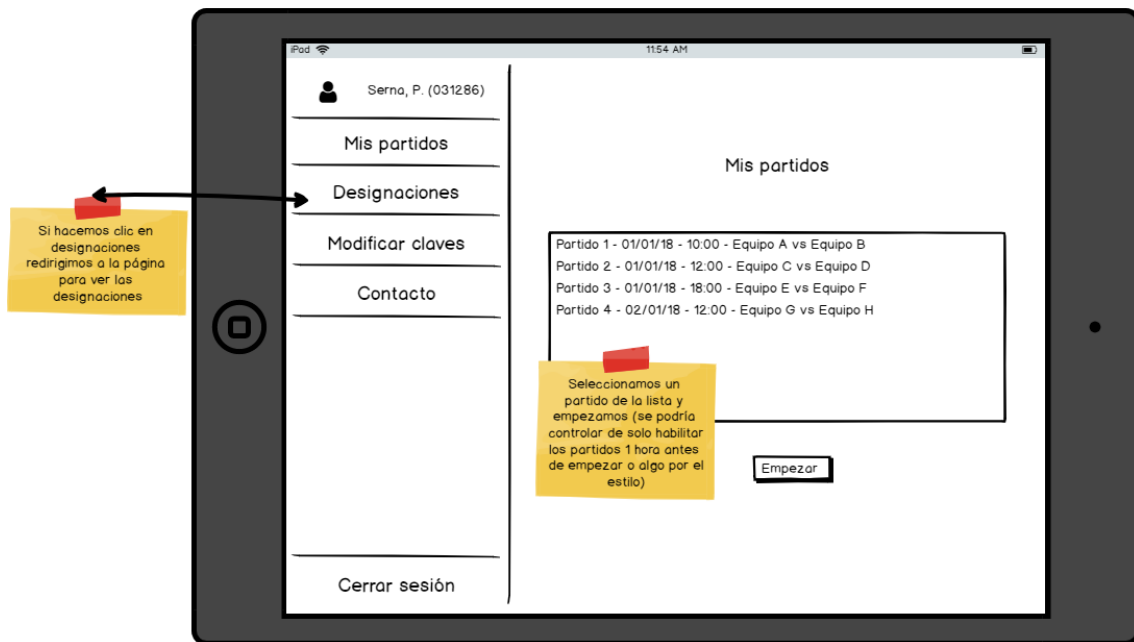 iPad
11:54 AM
Serna, P. (031286)
Mis partidos
Designaciones
Modificar claves
Contacto
Cerrar sesión
Si hacemos clic en
designaciones
redirigimos a la página
para ver las
designaciones
Mis partidos
Partido 1 - 01/01/18 - 10:00 - Equipo A vs Equipo B
Partido 2 - 01/01/18 - 12:00 - Equipo C vs Equipo D
Partido 3 - 01/01/18 - 18:00 - Equipo E vs Equipo F
Partido 4 - 02/01/18 - 12:00 - Equipo G vs Equipo H
Seleccionamos un
partido de la lista y
empezamos (se podría
controlar de solo habilitar
los partidos 1 hora antes
de empezar o algo por el
estilo)
Empezar